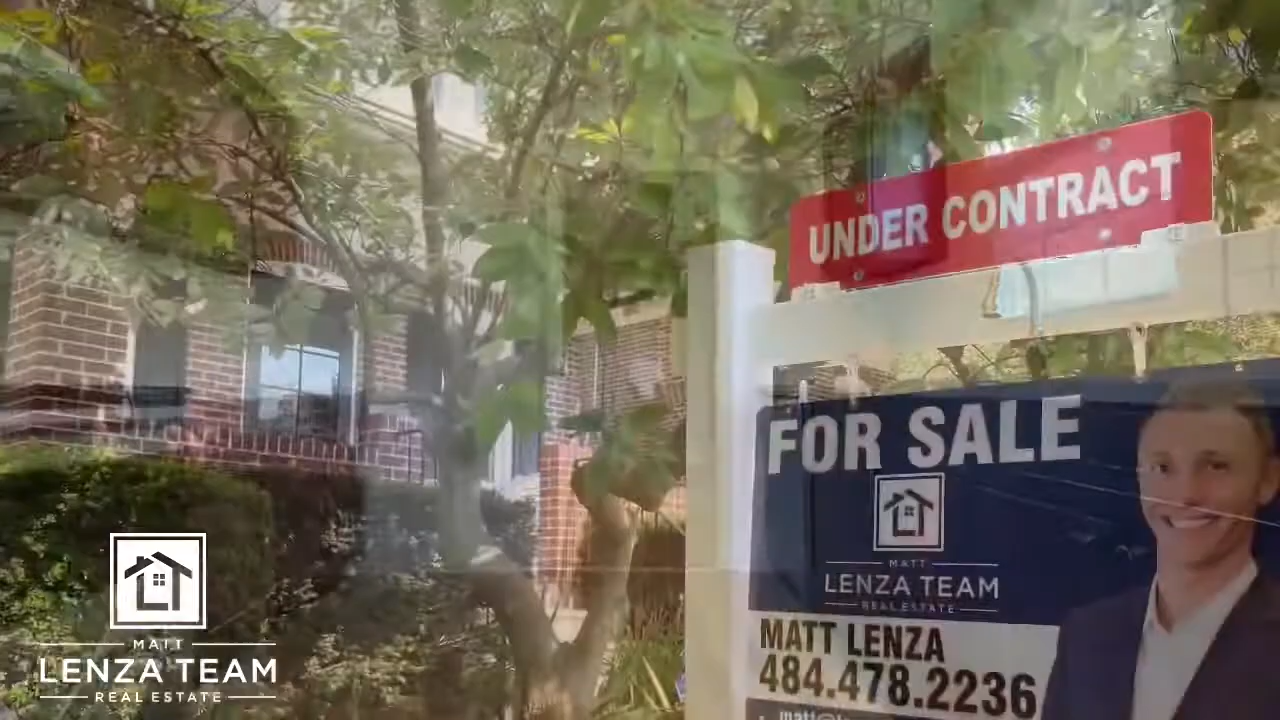 UNDER CONTRACT
FOR SALE
MATT
LENZA TEAM
REAL ESTATE
MATT LENZA
484.478.2236
MATT
LENZA TEAM
REAL ESTATE